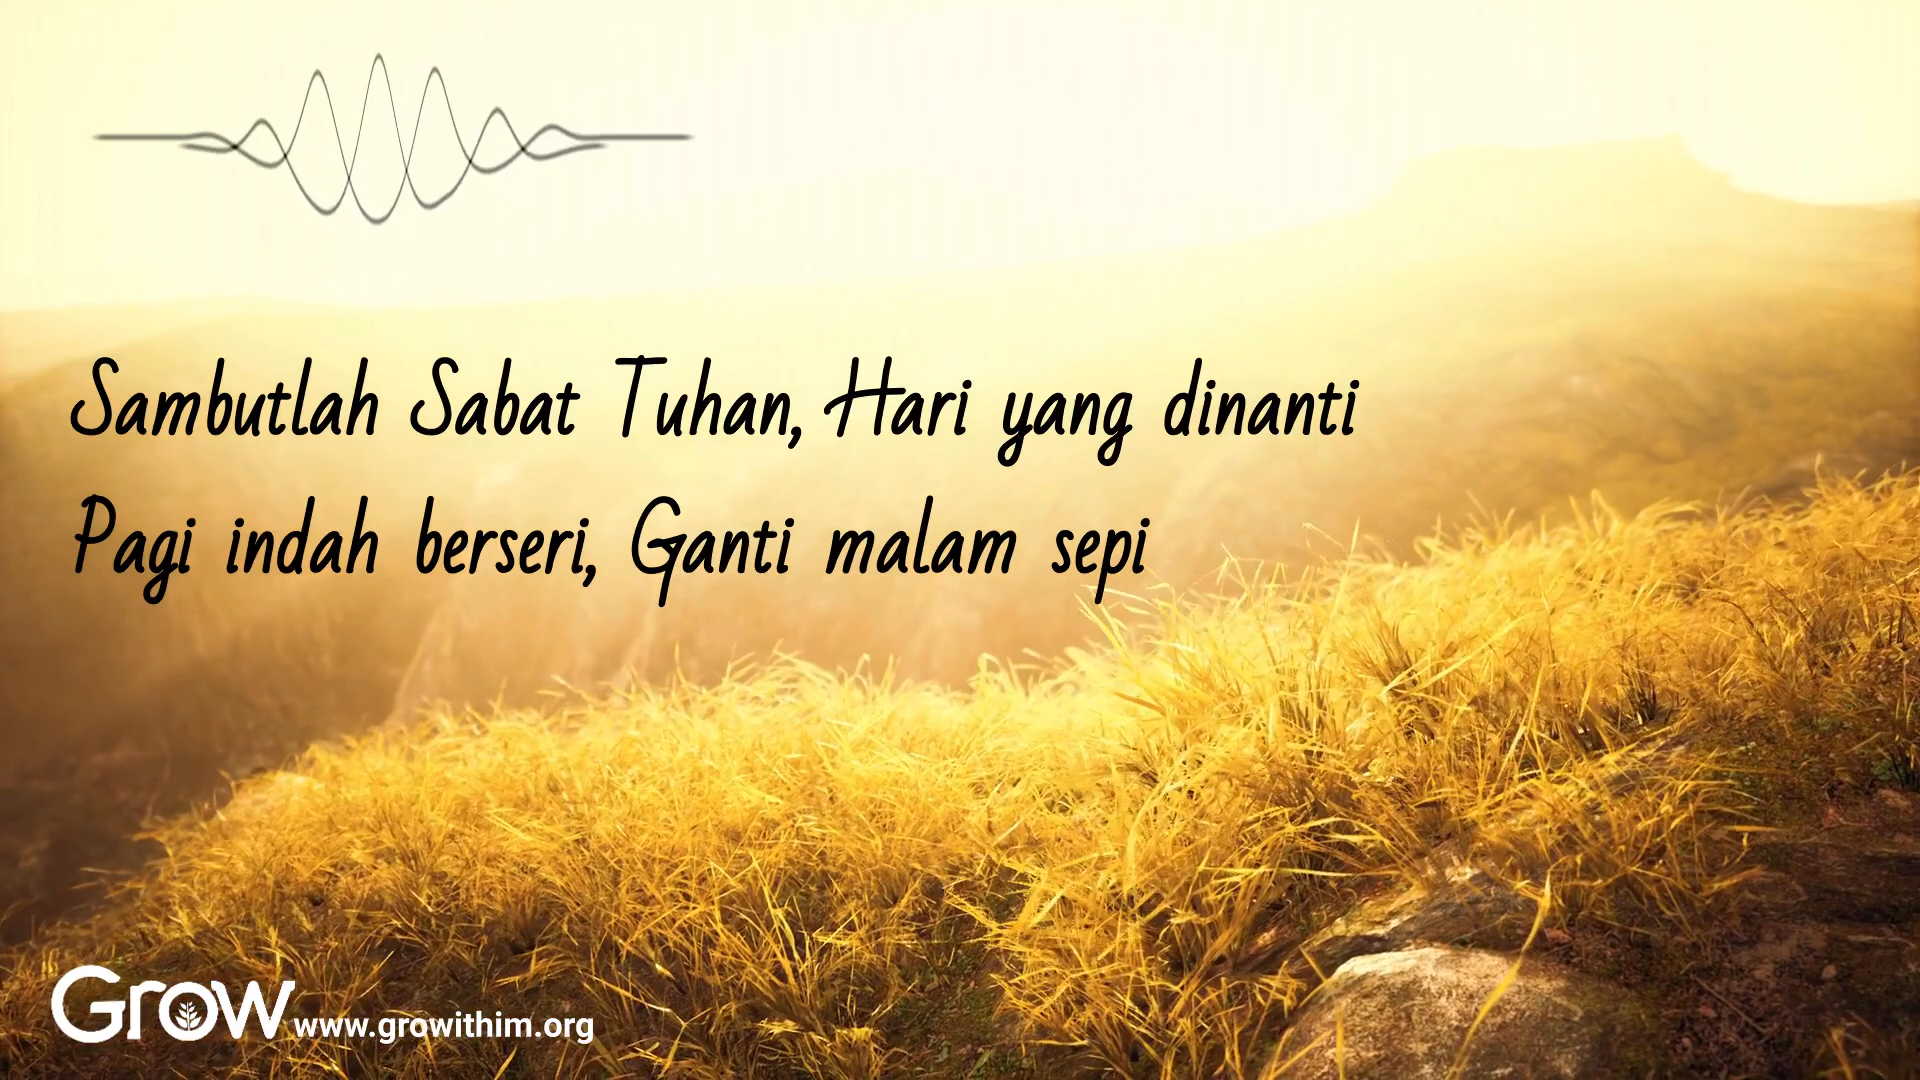 Sambutlah Sabat Tuhan, Hari yang dinanti
Pagi indah berseri, Ganti malam sepi
Grow www.growithim.org